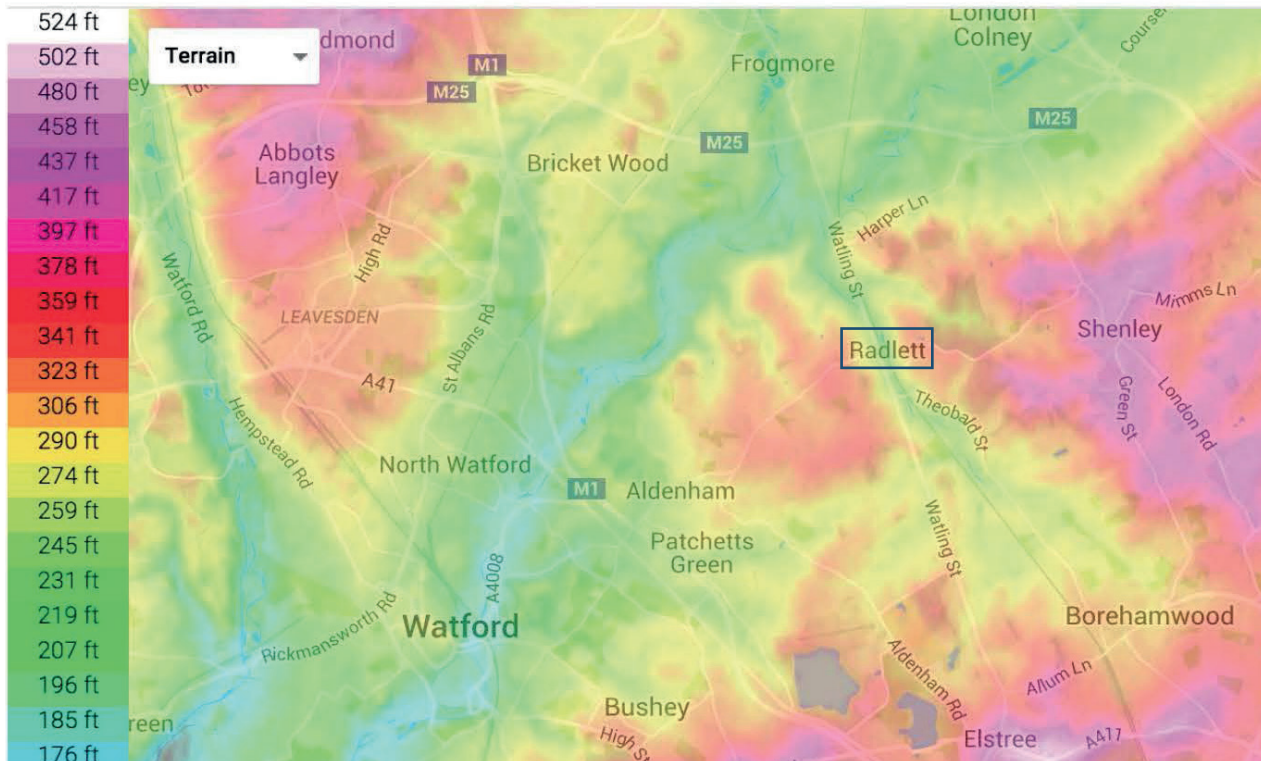 524 ft
502 ft
480 ft
458 ft
437 ft
417 ft
397 ft
378 ft
359 ft
341 ft
323 ft
306 ft
290 ft
274 ft
259 ft
245 ft
231 ft
219 ft
207 ft
196 ft
185 ft
176 ft
Terrain
dmond
M1
M25
Frogmore
London
Colney
M25
M25
Abbots
Langley
Bricket Wood
Harper Ln
Watling St
High Rd
Watford Rd
LEAVESDEN
St Albans Rd
Mimms Ln
Shenley
Radlett
A41
Green St
London Rd
Theobald St
Hempstead Rd
North Watford
M1
Aldenham
Watling St
Patchetts
Green
A4008
Rickmansworth Rd
Watford
Borehamwood
Aldenham Rd
Allum Ln
Bushey
High St
Elstree
A411
reen